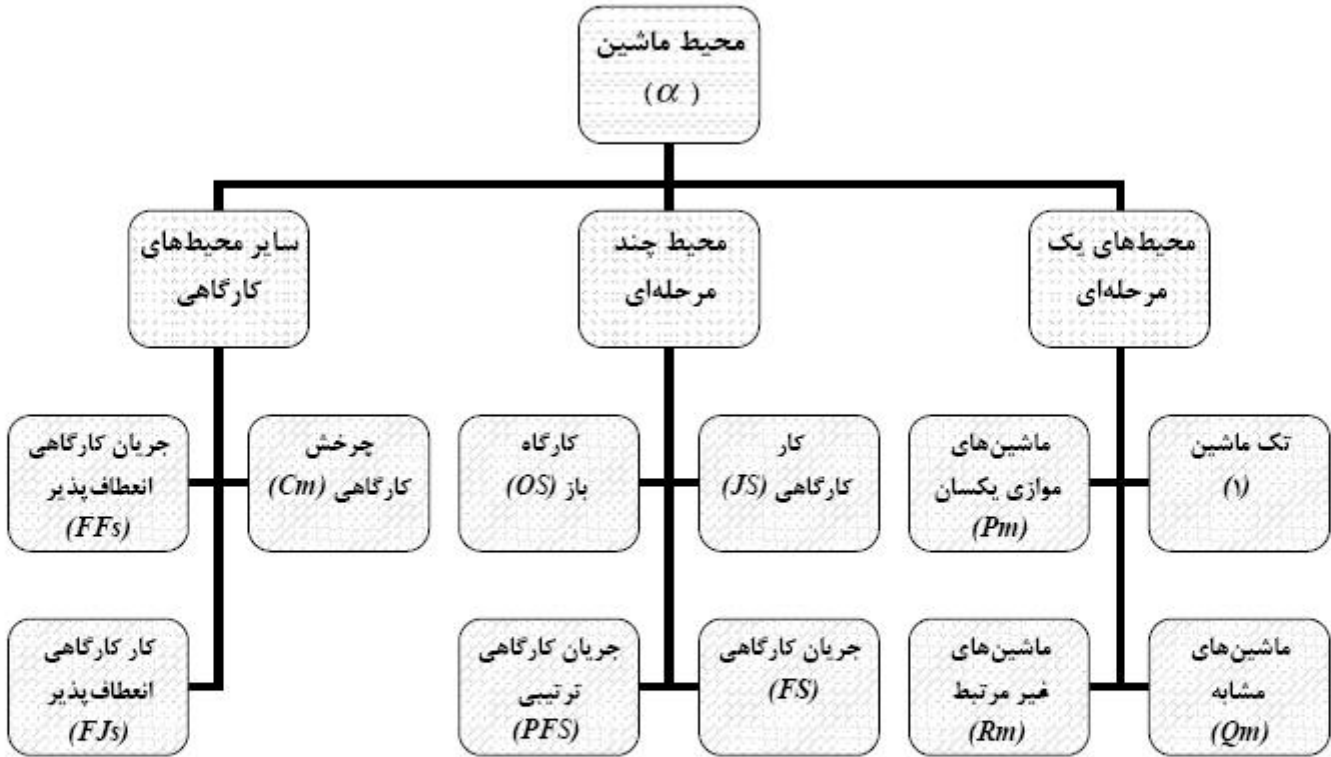 محیط ماشین
(α)
محیط‌های یک
مرحله‌ای
محیط چند
مرحله‌ای
سایر محیط‌های
کارگاهی
تک ماشین
(۱)
ماشین‌های
موازی یکسان
(Pm)
کار
کارگاهی (JS)
کارگاه
باز (OS)
چرخش
کارگاهی (Cm)
جریان کارگاهی
انعطاف‌پذیر
(FFs)
ماشین‌های
مشابه
(Qm)
ماشین‌های
غیر مرتبط
(Rm)
جریان کارگاهی
(FS)
جریان کارگاهی
ترتیبی
(PFS)
کار کارگاهی
انعطاف‌پذیر
(FJs)